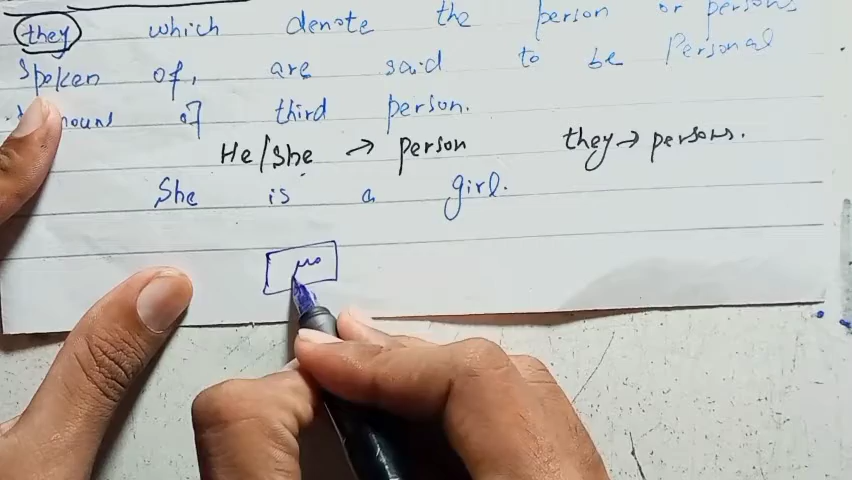 they which denote the person or persons
spoken of, are said to be Personal
nouns of third person.
He/She → person they → persons.
She is a girl.